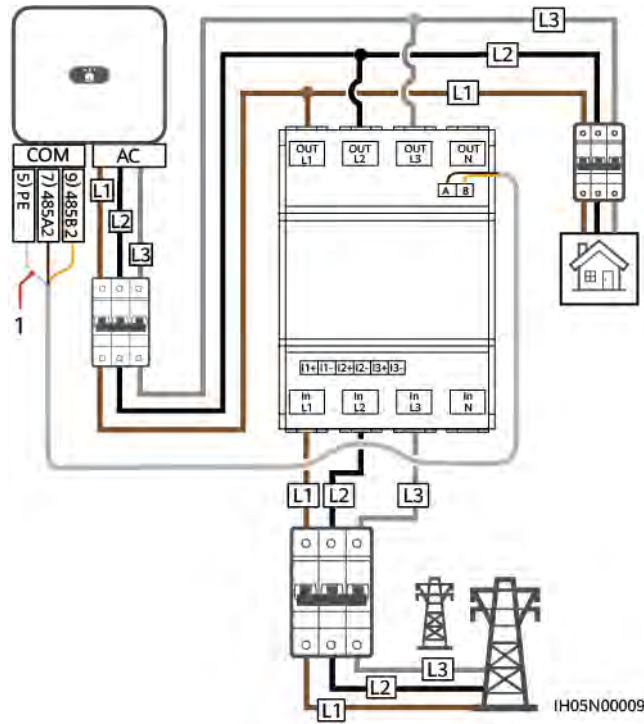 L3
L2
L1
COM
AC
5) PE
7) 485A2
9) 485B2
L1
L2
L3
1
OUT
L1
OUT
L2
OUT
L3
OUT
N
A
B
I1+
I1-
I2+
I2-
I3+
I3-
In
L1
In
L2
In
L3
In
N
L1
L2
L3
L3
L2
L1
IH05N00009